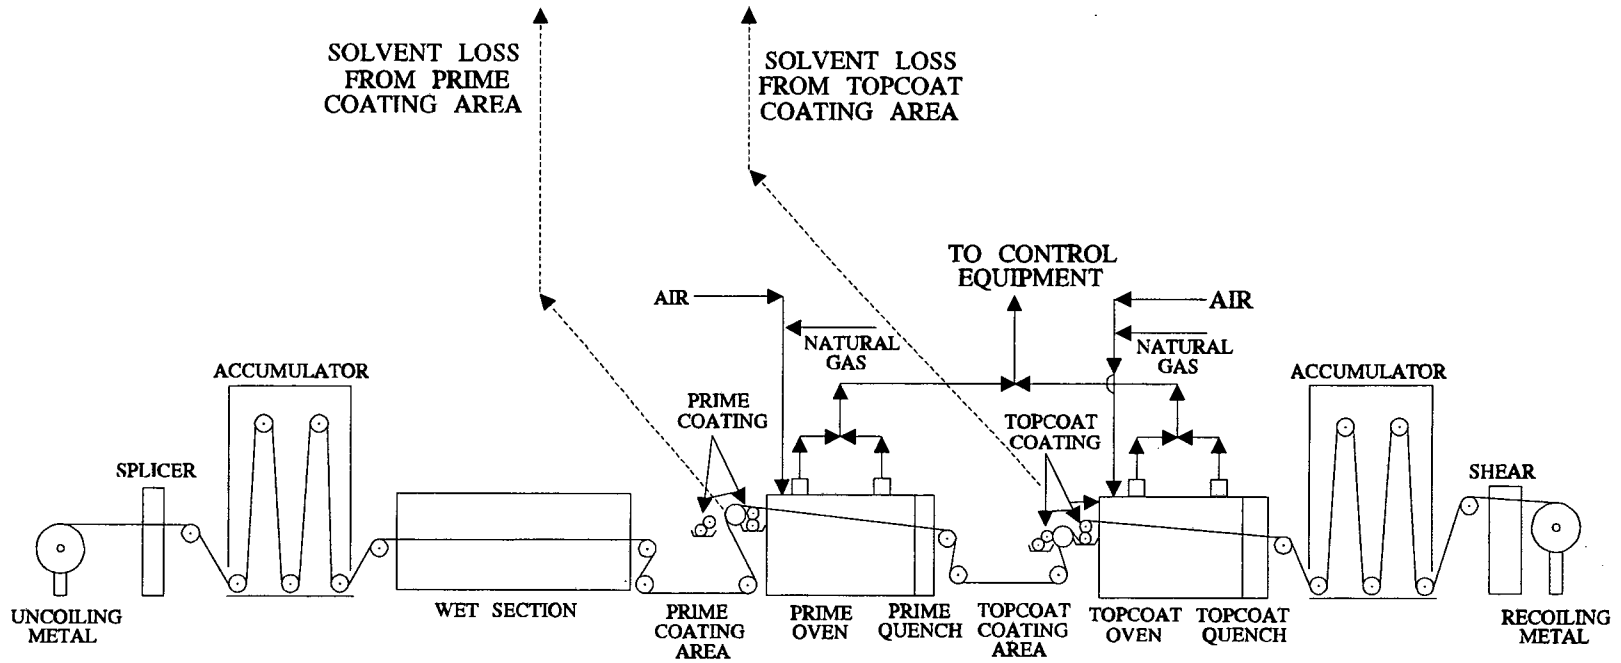 SOLVENT LOSS
FROM PRIME
COATING AREA
SOLVENT LOSS
FROM TOPCOAT
COATING AREA
TO CONTROL
EQUIPMENT
AIR
AIR
NATURAL
GAS
NATURAL
GAS
ACCUMULATOR
ACCUMULATOR
PRIME
COATING
TOPCOAT
COATING
SPLICER
SHEAR
UNCOILING
METAL
WET SECTION
PRIME
COATING
AREA
PRIME
OVEN
PRIME
QUENCH
TOPCOAT
COATING
AREA
TOPCOAT
OVEN
TOPCOAT
QUENCH
RECOILING
METAL